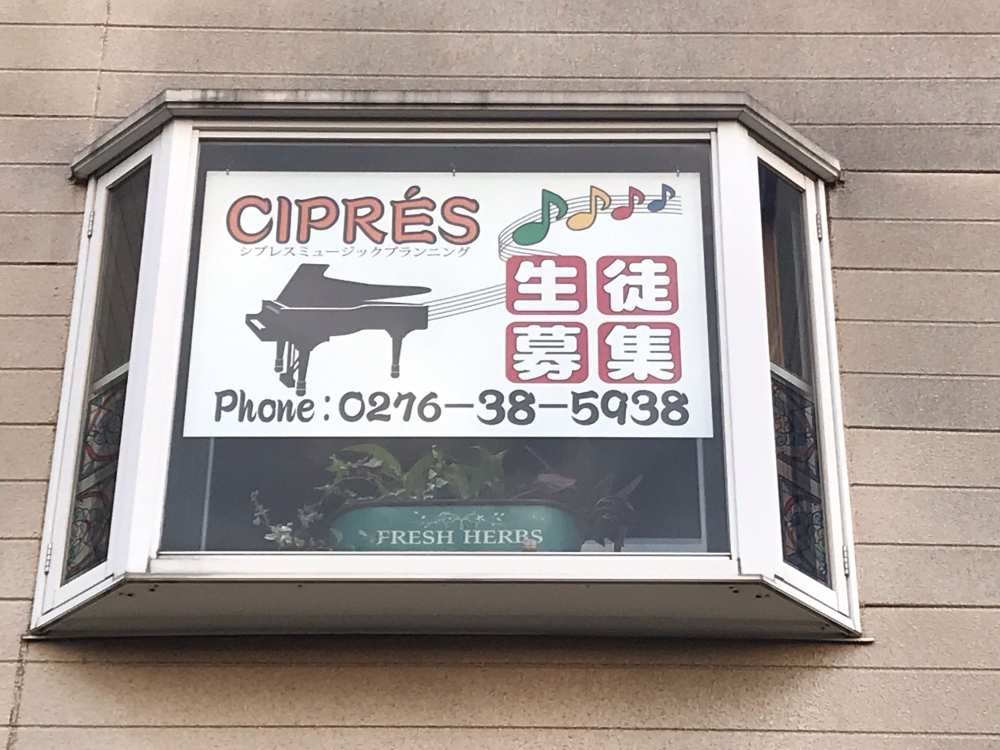 CIPRÉS
シプレスミュージックプランニング
生徒
募集
Phone:0276-38-5938
FRESH HERBS